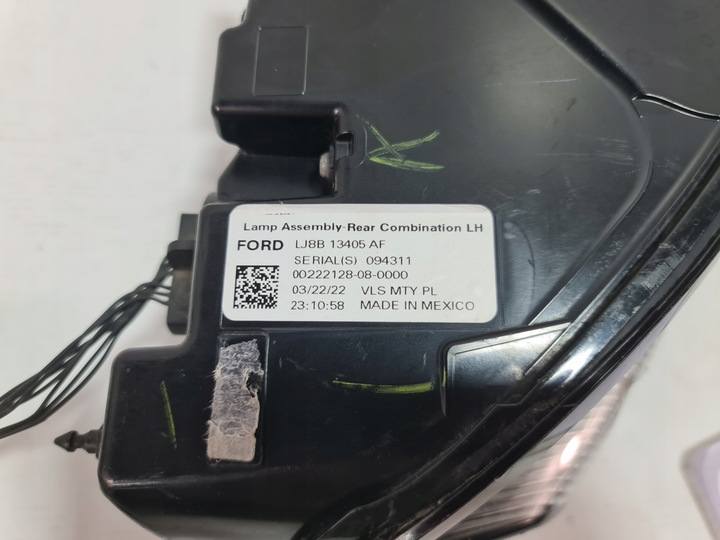 Lamp Assembly-Rear Combination LH
FORD LJ8B 13405 AF
SERIAL(S) 094311
00222128-08-0000
03/22/22 VLS MTY PL
23:10:58 MADE IN MEXICO